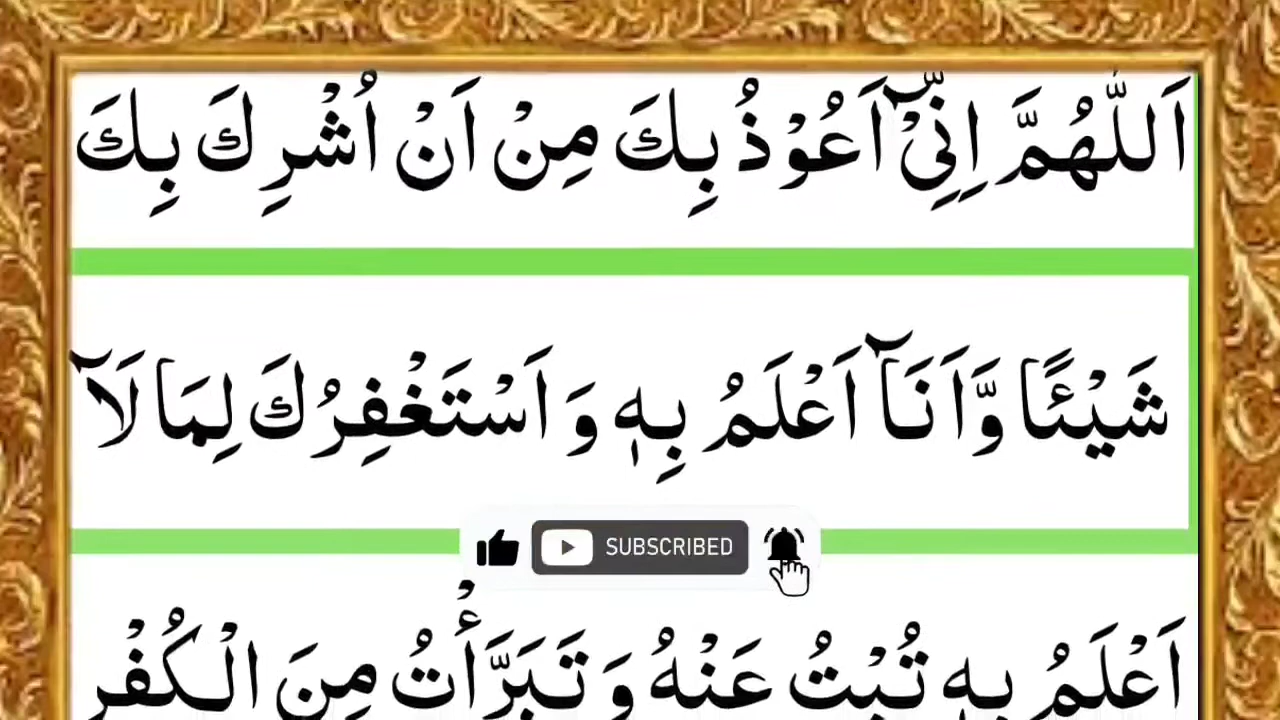 اَللّٰهُمَّ اِنِّیْۤ اَعُوْذُ بِكَ مِنْ اَنْ اُشْرِكَ بِكَ
شَیْئًا وَّاَنَاۤ اَعْلَمُ بِهٖ وَ اَسْتَغْفِرُكَ لِمَا لَاۤ
SUBSCRIBED
اَعْلَمُ بِهٖ تُبْتُ عَنْهُ وَ تَبَرَّأْتُ مِنَ الْكُفْرِ